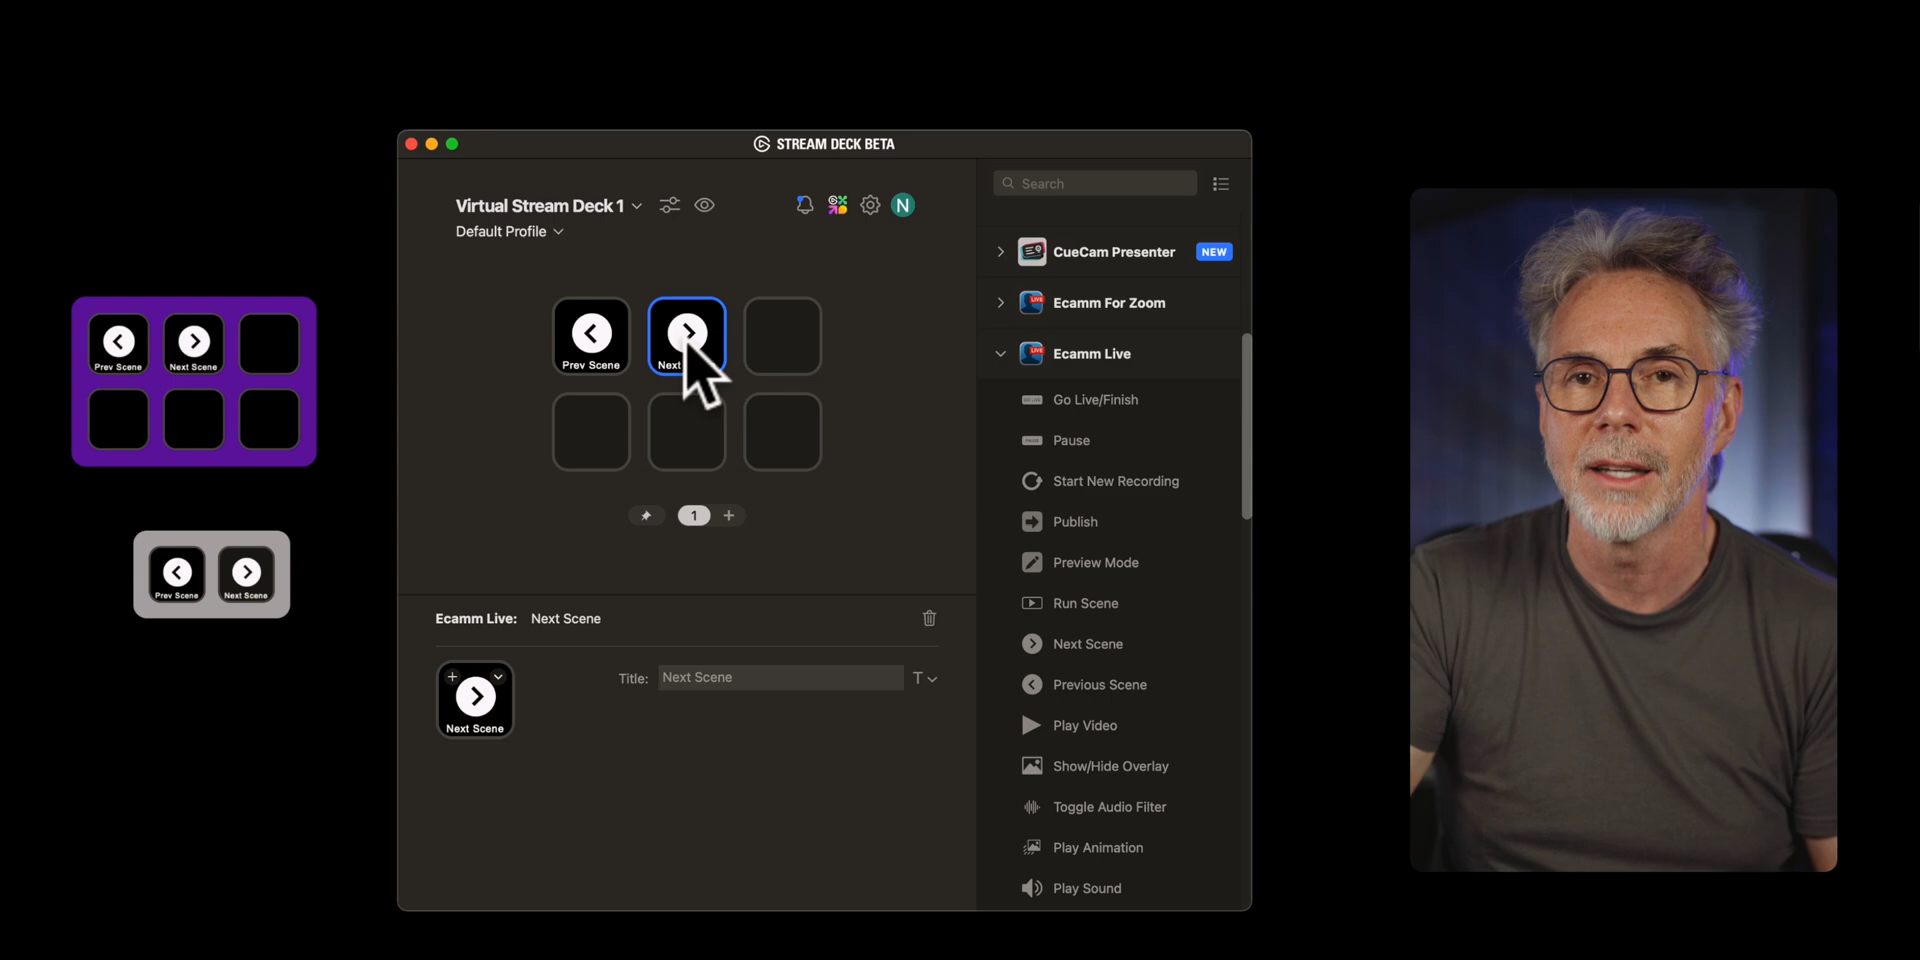 STREAM DECK BETA
Virtual Stream Deck 1
N
Default Profile
Search
CueCam Presenter
NEW
LIVE
Ecamm For Zoom
LIVE
Ecamm Live
Prev Scene
Next Scene
Prev Scene
Next
Go Live/Finish
Pause
Start New Recording
Publish
Preview Mode
Run Scene
Next Scene
Previous Scene
Play Video
Show/Hide Overlay
Toggle Audio Filter
Play Animation
Play Sound
1
Prev Scene
Next Scene
Ecamm Live: Next Scene
Title: Next Scene
T
Next Scene